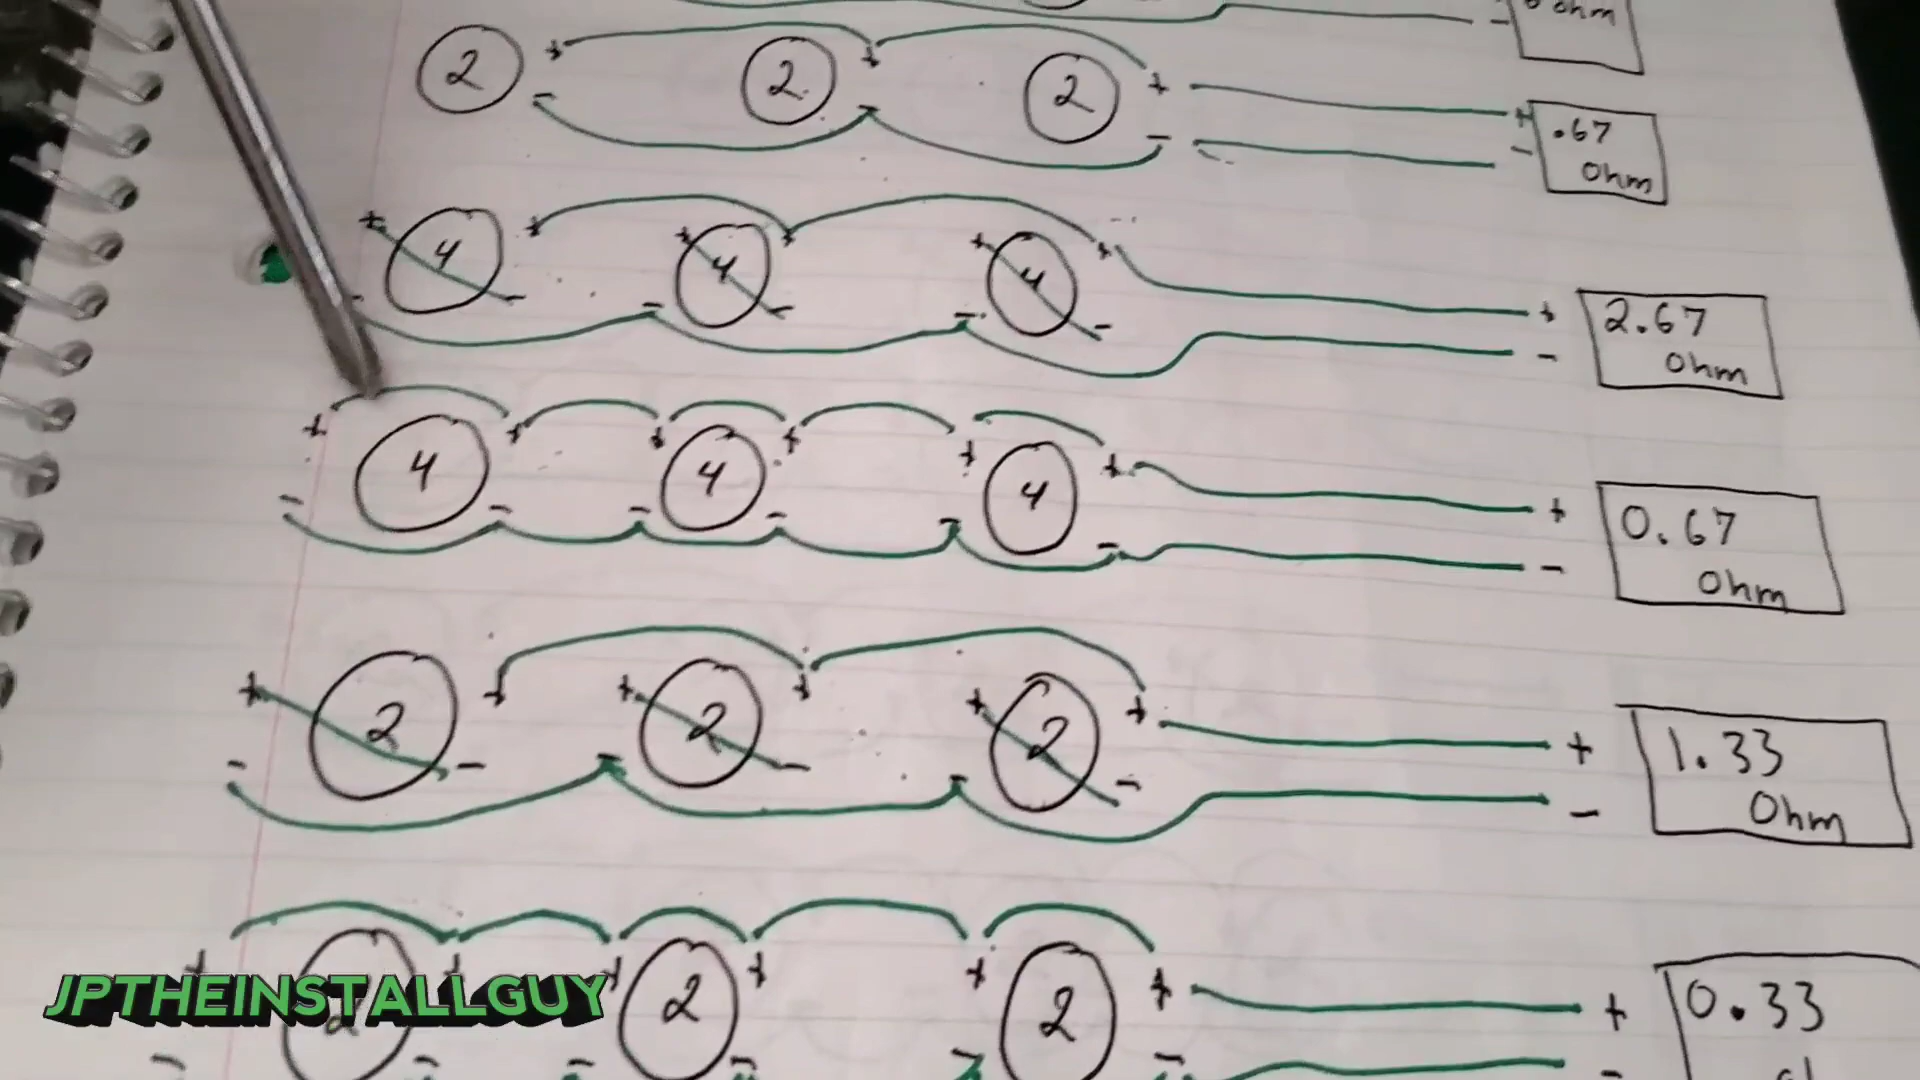 ohm
2 + 2 + 2 + + .67
- - - - Ohm
+ 4 + + 4 + + 4 + + 2.67
- - - - - - - Ohm
+ 4 + + 4 + + 4 + + 0.67
- - - - - - - Ohm
+ 2 + + 2 + + 2 + + 1.33
- - - - - - - Ohm
+ 2 + + 2 + + 2 + + 0.33
- - - - - - -
JPTHEINSTALLGUY